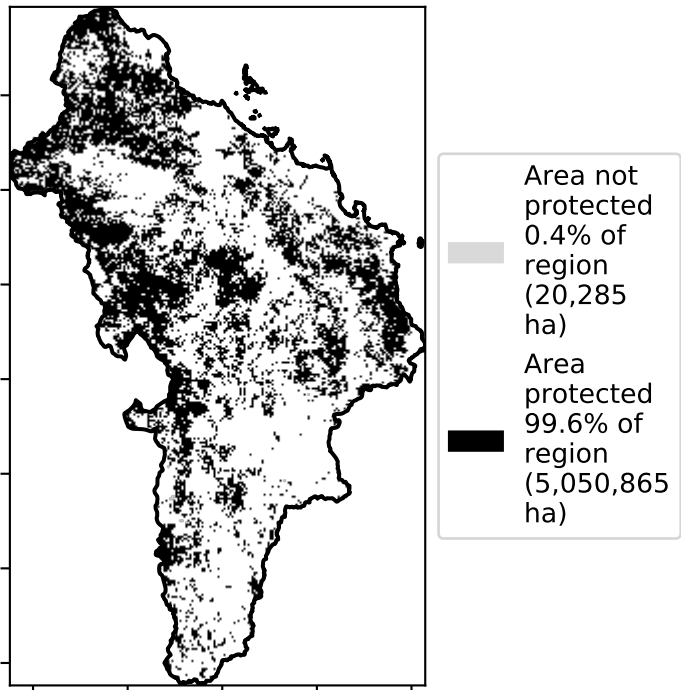 Area not
protected
0.4% of
region
(20,285
ha)
Area
protected
99.6% of
region
(5,050,865
ha)